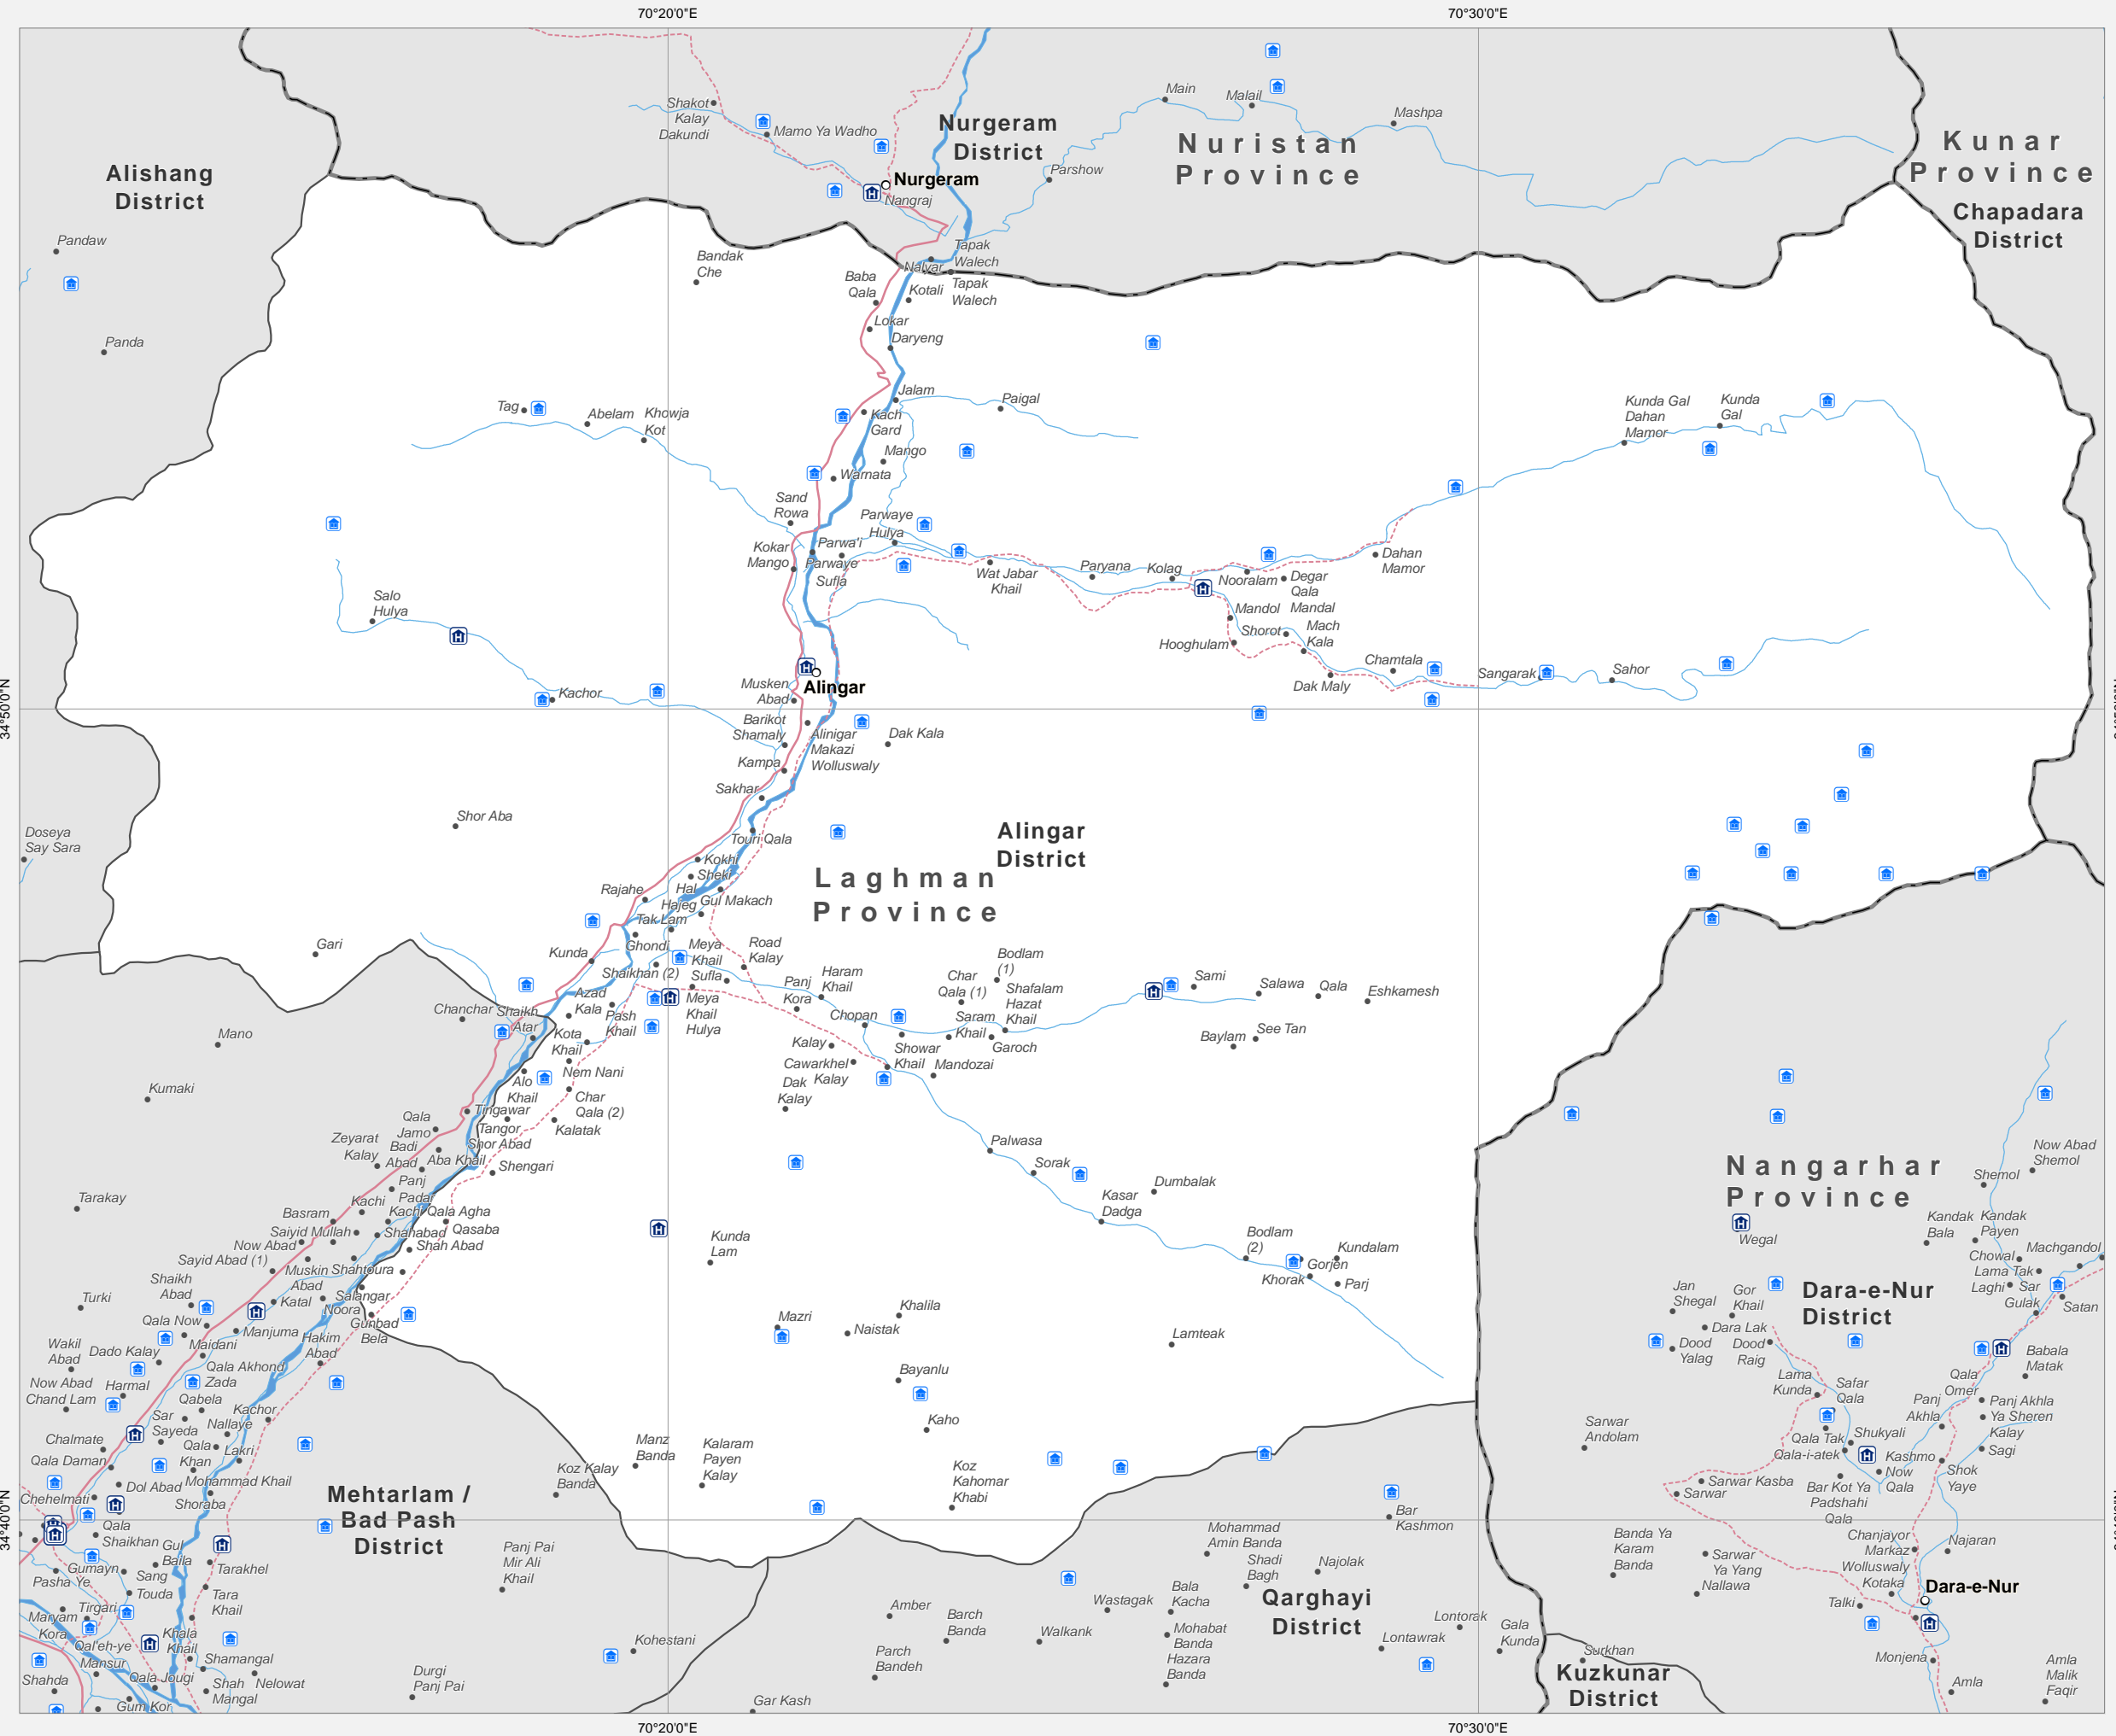 70°20'0"E
70°30'0"E
Shakot
Kalay
Dakundi
Mamo Ya Wadho
Nurgeram
District
Main
Malail
Mashpa
Nuristan
Province
Kunar
Province
Chapadara
District
Alishang
District
Parshow
Nurgeram
Nangraj
Pandaw
Panda
Bandak
Che
Tapak
Walech
Nalyar
Baba
Qala
Kotali
Tapak
Walech
Lokar
Daryeng
Jalam
Paigal
Kach
Gard
Tag
Abelam
Khowja
Kot
Kunda Gal
Dahan
Mamor
Kunda
Gal
Mango
Warnata
Sand
Rowa
Parwaye
Hulya
Kokar
Mango
Parwa'i
Parwaye
Sufla
Wat Jabar
Khail
Paryana
Kolag
Nooralam
Degar
Qala
Dahan
Mamor
Mandol
Mandal
Shorot
Mach
Kala
Hooghulam
Chamtala
Dak Maly
Sangarak
Sahor
Salo
Hulya
Kachor
Musken
Abad
Alingar
34°50'0"N
Barikot
Shamaly
Alinigar
Makazi
Wolluswaly
Dak Kala
Kampa
Sakhar
Shor Aba
Touri Qala
Doseya
Say Sara
Alingar
District
Laghman
Province
Kokhi
Sheki
Rajahe
Hal
Hajeg
Gul Makach
Tak Lam
Gari
Kunda
Ghondi
Meya
Khail
Sufla
Road
Kalay
Shaikhan (2)
Panj
Kora
Haram
Khail
Char
Qala (1)
Bodlam
(1)
Shafalam
Hazat
Khail
Sami
Salawa
Qala
Eshkamesh
Azad
Kala
Pash
Khail
Meya
Khail
Hulya
Chanchar
Shaikh
Atar
Kota
Khail
Chopan
Saram
Khail
Garoch
See Tan
Baylam
Mano
Kalay
Cawarkhel
Kalay
Showar
Khail
Mandozai
Nem Nani
Alo
Khail
Dak
Kalay
Kumaki
Char
Qala (2)
Tingawar
Tangor
Kalatak
Qala
Jamo
Shor Abad
Zeyarat
Kalay
Badi
Abad
Aba Khail
Shengari
Palwasa
Sorak
Dumbalak
Kasar
Dadga
Panj
Padar
Tarakay
Kachi
Basram
Kachi
Qala Agha
Qasaba
Saiyid Mullah
Shahabad
Shah Abad
Now Abad
Sayid Abad (1)
Muskin
Abad
Shahtoura
Kunda
Lam
Bodlam
(2)
Gorjen
Kundalam
Khorak
Parj
Nangarhar
Province
Wegal
Now Abad
Shemol
Shemol
Kandak
Bala
Kandak
Payen
Chowal
Machgandol
Lama Tak
Laghi
Sar
Gulak
Satan
Shaikh
Abad
Turki
Katal
Salangar
Noora
Gunbad
Bela
Qala Now
Manjuma
Hakim
Abad
Maidani
Wakil
Abad
Dado Kalay
Qala Akhond
Zada
Mazri
Khalila
Naistak
Lamteak
Bayanlu
Kaho
Jan
Shegal
Gor
Khail
Dara-e-Nur
District
Dara Lak
Dood
Yalag
Dood
Raig
Babala
Matak
Lama
Kunda
Safar
Qala
Qala
Omer
Panj
Akhla
Panj Akhla
Ya Sheren
Kalay
Sagi
Now Abad
Chand Lam
Harmal
Qabela
Kachor
Sar
Sayeda
Nallaye
Qala
Khan
Lakri
Chalmate
Qala Daman
Mohammad Khail
Dol Abad
Shoraba
Chehelmati
Manz
Banda
Kalaram
Payen
Kalay
Koz Kalay
Banda
Koz
Kahomar
Khabi
Sarwar
Andolam
Shukyali
Qala Tak
Qala-i-atek
Kashmo
Now
Qala
Shok
Yaye
Sarwar Kasba
Sarwar
Bar Kot Ya
Padshahi
Qala
34°40'0"N
Mehtarlam /
Bad Pash
District
Qala
Shaikhan
Gul
Baila
Gumayn
Sang
Touda
Pasha Ye
Tarakhel
Tara
Khail
Panj Pai
Mir Ali
Khail
Bar
Kashmon
Mohammad
Amin Banda
Shadi
Bagh
Najolak
Banda Ya
Karam
Banda
Sarwar
Ya Yang
Nallawa
Chanjayor
Markaz
Wolluswaly
Kotaka
Najaran
Dara-e-Nur
Talki
Tirgari
Maryam
Kora
Qal'eh-ye
Mansur
Khala
Khail
Shamangal
Shahda
Qala Jougi
Shah
Mangal
Nelowat
Gum Kor
Durgi
Panj Pai
Kohestani
Amber
Barch
Banda
Parch
Bandeh
Gar Kash
Wastagak
Walkank
Bala
Kacha
Mohabat
Banda
Hazara
Banda
Qarghayi
District
Lontorak
Lontawrak
Gala
Kunda
Surkhan
Kuzkunar
District
Monjena
Amla
Amla
Malik
Faqir
70°20'0"E
70°30'0"E